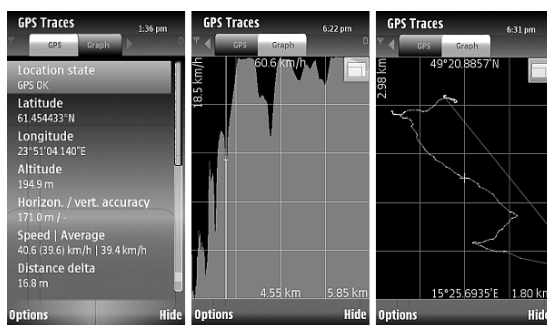 GPS Traces
1:36 pm
GPS
Graph
Location state
GPS OK
Latitude
61.454433°N
Longitude
23°51'04.140"E
Altitude
194.9 m
Horizon. / vert. accuracy
171.0 m / -
Speed | Average
40.6 (39.6) km/h | 39.4 km/h
Distance delta
16.8 m
Options
Hide
GPS Traces
6:22 pm
GPS
Graph
60.6 km/h
18.5 km/h
4.55 km
5.85 km
Options
Hide
GPS Traces
6:31 pm
GPS
Graph
49°20.8857'N
2.98 km
15°25.6935'E
1.80 km
Options
Hide